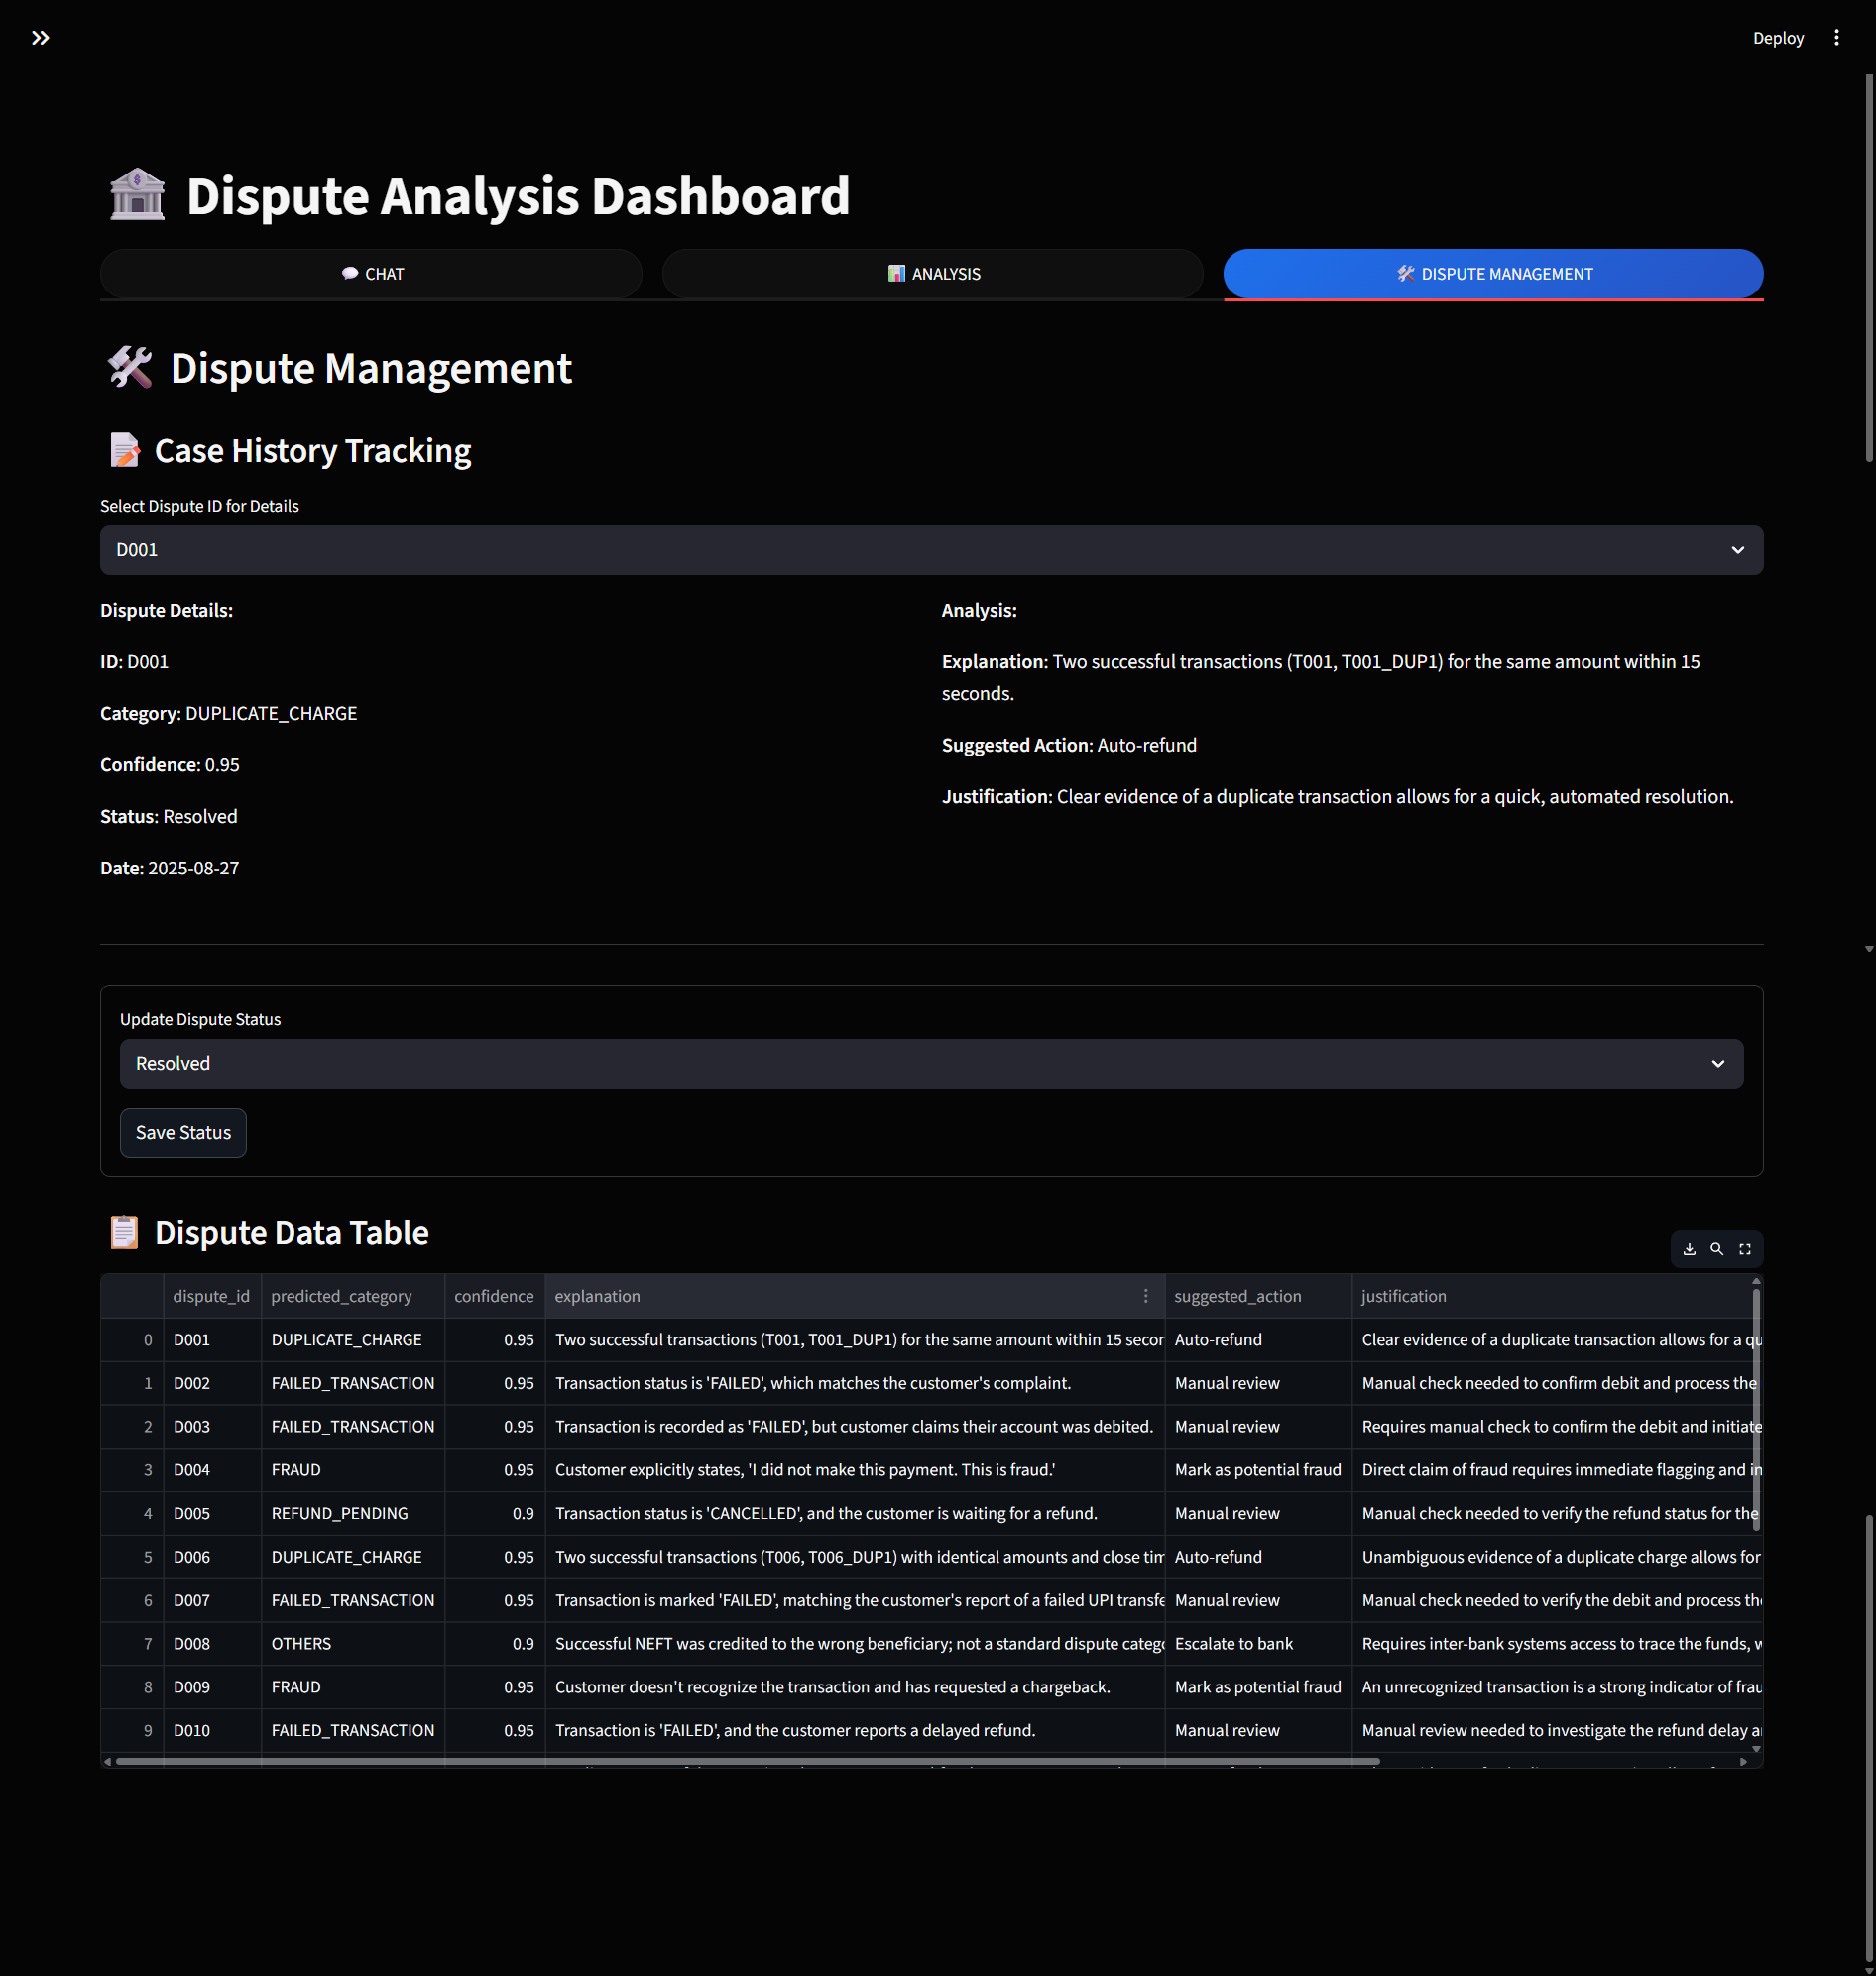 Deploy
Dispute Analysis Dashboard
CHAT
ANALYSIS
DISPUTE MANAGEMENT
Dispute Management
Case History Tracking
Select Dispute ID for Details
D001
Dispute Details:
ID: D001
Category: DUPLICATE_CHARGE
Confidence: 0.95
Status: Resolved
Date: 2025-08-27
Analysis:
Explanation: Two successful transactions (T001, T001_DUP1) for the same amount within 15
seconds.
Suggested Action: Auto-refund
Justification: Clear evidence of a duplicate transaction allows for a quick, automated resolution.
Update Dispute Status
Resolved
Save Status
Dispute Data Table
dispute_id predicted_category confidence explanation suggested_action justification
0 D001 DUPLICATE_CHARGE 0.95 Two successful transactions (T001, T001_DUP1) for the same amount within 15 secor Auto-refund Clear evidence of a duplicate transaction allows for a qu
1 D002 FAILED_TRANSACTION 0.95 Transaction status is 'FAILED', which matches the customer's complaint. Manual review Manual check needed to confirm debit and process the
2 D003 FAILED_TRANSACTION 0.95 Transaction is recorded as 'FAILED', but customer claims their account was debited. Manual review Requires manual check to confirm the debit and initiate
3 D004 FRAUD 0.95 Customer explicitly states, 'I did not make this payment. This is fraud.' Mark as potential fraud Direct claim of fraud requires immediate flagging and in
4 D005 REFUND_PENDING 0.9 Transaction status is 'CANCELLED', and the customer is waiting for a refund. Manual review Manual check needed to verify the refund status for the
5 D006 DUPLICATE_CHARGE 0.95 Two successful transactions (T006, T006_DUP1) with identical amounts and close tim Auto-refund Unambiguous evidence of a duplicate charge allows for
6 D007 FAILED_TRANSACTION 0.95 Transaction is marked 'FAILED', matching the customer's report of a failed UPI transfe Manual review Manual check needed to verify the debit and process th
7 D008 OTHERS 0.9 Successful NEFT was credited to the wrong beneficiary; not a standard dispute catego Escalate to bank Requires inter-bank systems access to trace the funds, w
8 D009 FRAUD 0.95 Customer doesn't recognize the transaction and has requested a chargeback. Mark as potential fraud An unrecognized transaction is a strong indicator of frau
9 D010 FAILED_TRANSACTION 0.95 Transaction is 'FAILED', and the customer reports a delayed refund. Manual review Manual review needed to investigate the refund delay a